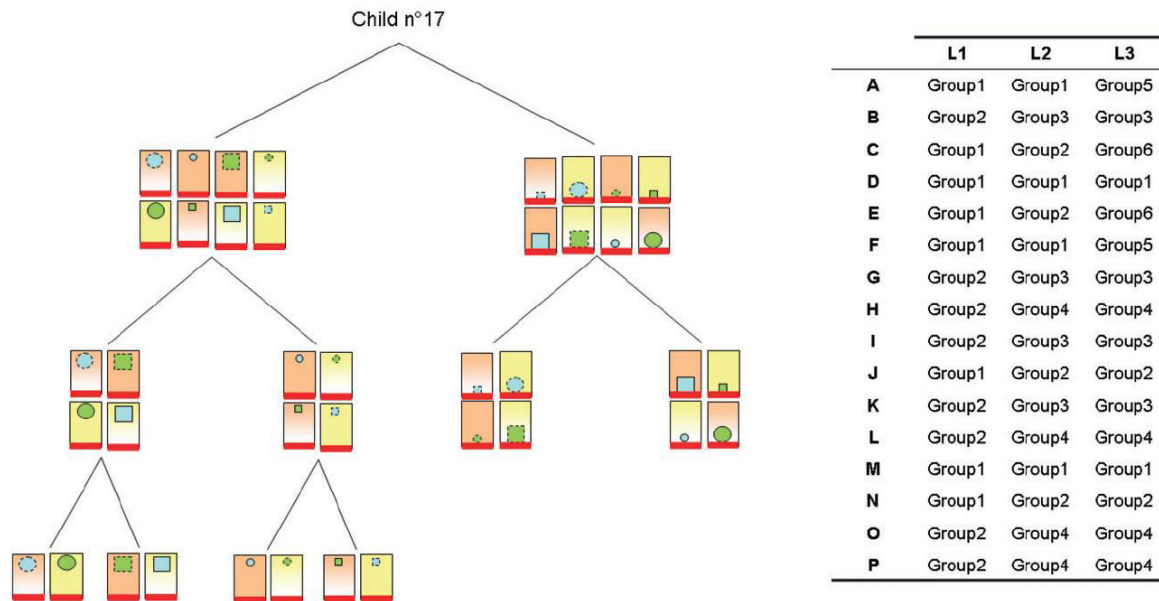 Child n°17
L1 L2 L3
A Group1 Group1 Group5
B Group2 Group3 Group3
C Group1 Group2 Group6
D Group1 Group1 Group1
E Group1 Group2 Group6
F Group1 Group1 Group5
G Group2 Group3 Group3
H Group2 Group4 Group4
I Group2 Group3 Group3
J Group1 Group2 Group2
K Group2 Group3 Group3
L Group2 Group4 Group4
M Group1 Group1 Group1
N Group1 Group2 Group2
O Group2 Group4 Group4
P Group2 Group4 Group4